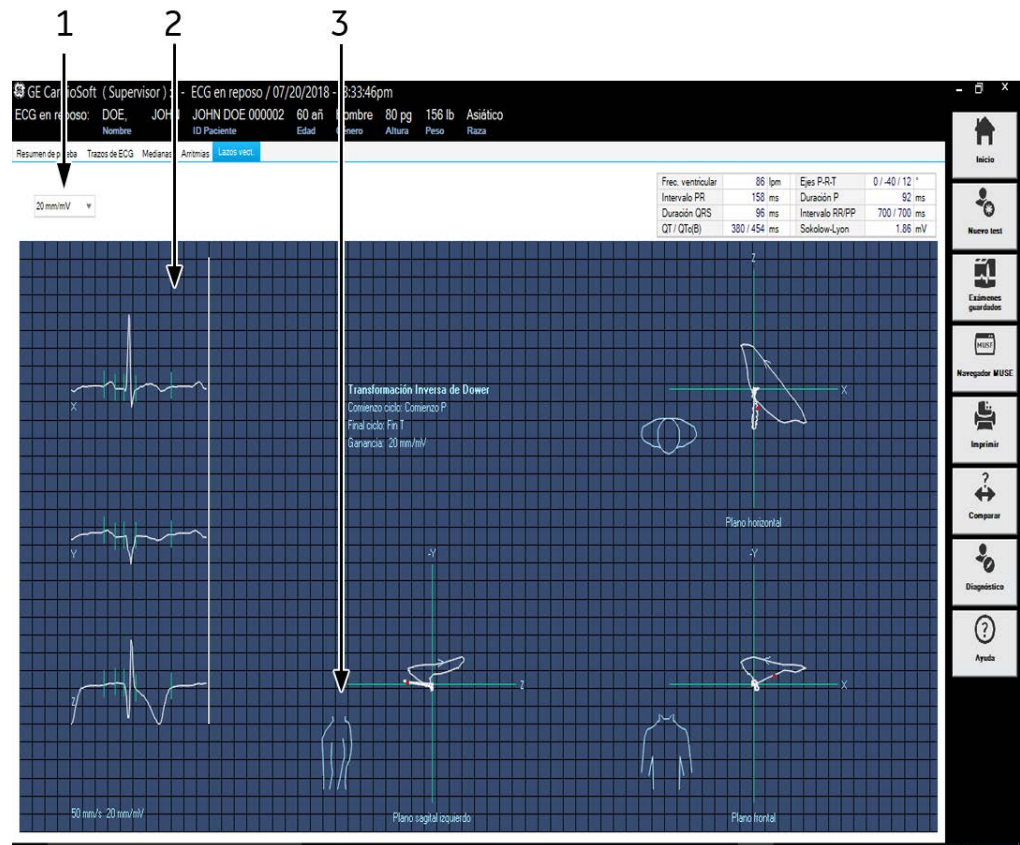 1 2 3
GE CardioSoft ( Supervisor ) : - ECG en reposo / 07/20/2018 - 3:33:46pm
ECG en reposo: DOE, JOHN JOHN DOE 000002 60 añ Hombre 80 pg 156 lb Asiático
Nombre ID Paciente Edad Género Altura Peso Raza
Resumen de prueba Trazos de ECG Medianas Arritmias Lazos vect.
20 mm/mV
Frec. ventricular 86 lpm Ejes P-R-T 0 / -40 / 12 °
Intervalo PR 158 ms Duración P 92 ms
Duración QRS 96 ms Intervalo RR/PP 700 / 700 ms
QT / QTc(B) 380 / 454 ms Sokolow-Lyon 1.86 mV
Z
X
X
Transformación Inversa de Dower
Comienzo ciclo: Comienzo P
Final ciclo: Fin T
Ganancia: 20 mm/mV
Plano horizontal
Y
-Y
-Y
Z
Z
X
50 mm/s 20 mm/mV
Plano sagital izquierdo
Plano frontal
Inicio
Nuevo test
Exámenes
guardados
MUSE
Navegador MUSE
Imprimir
?
Comparar
Diagnóstico
?
Ayuda